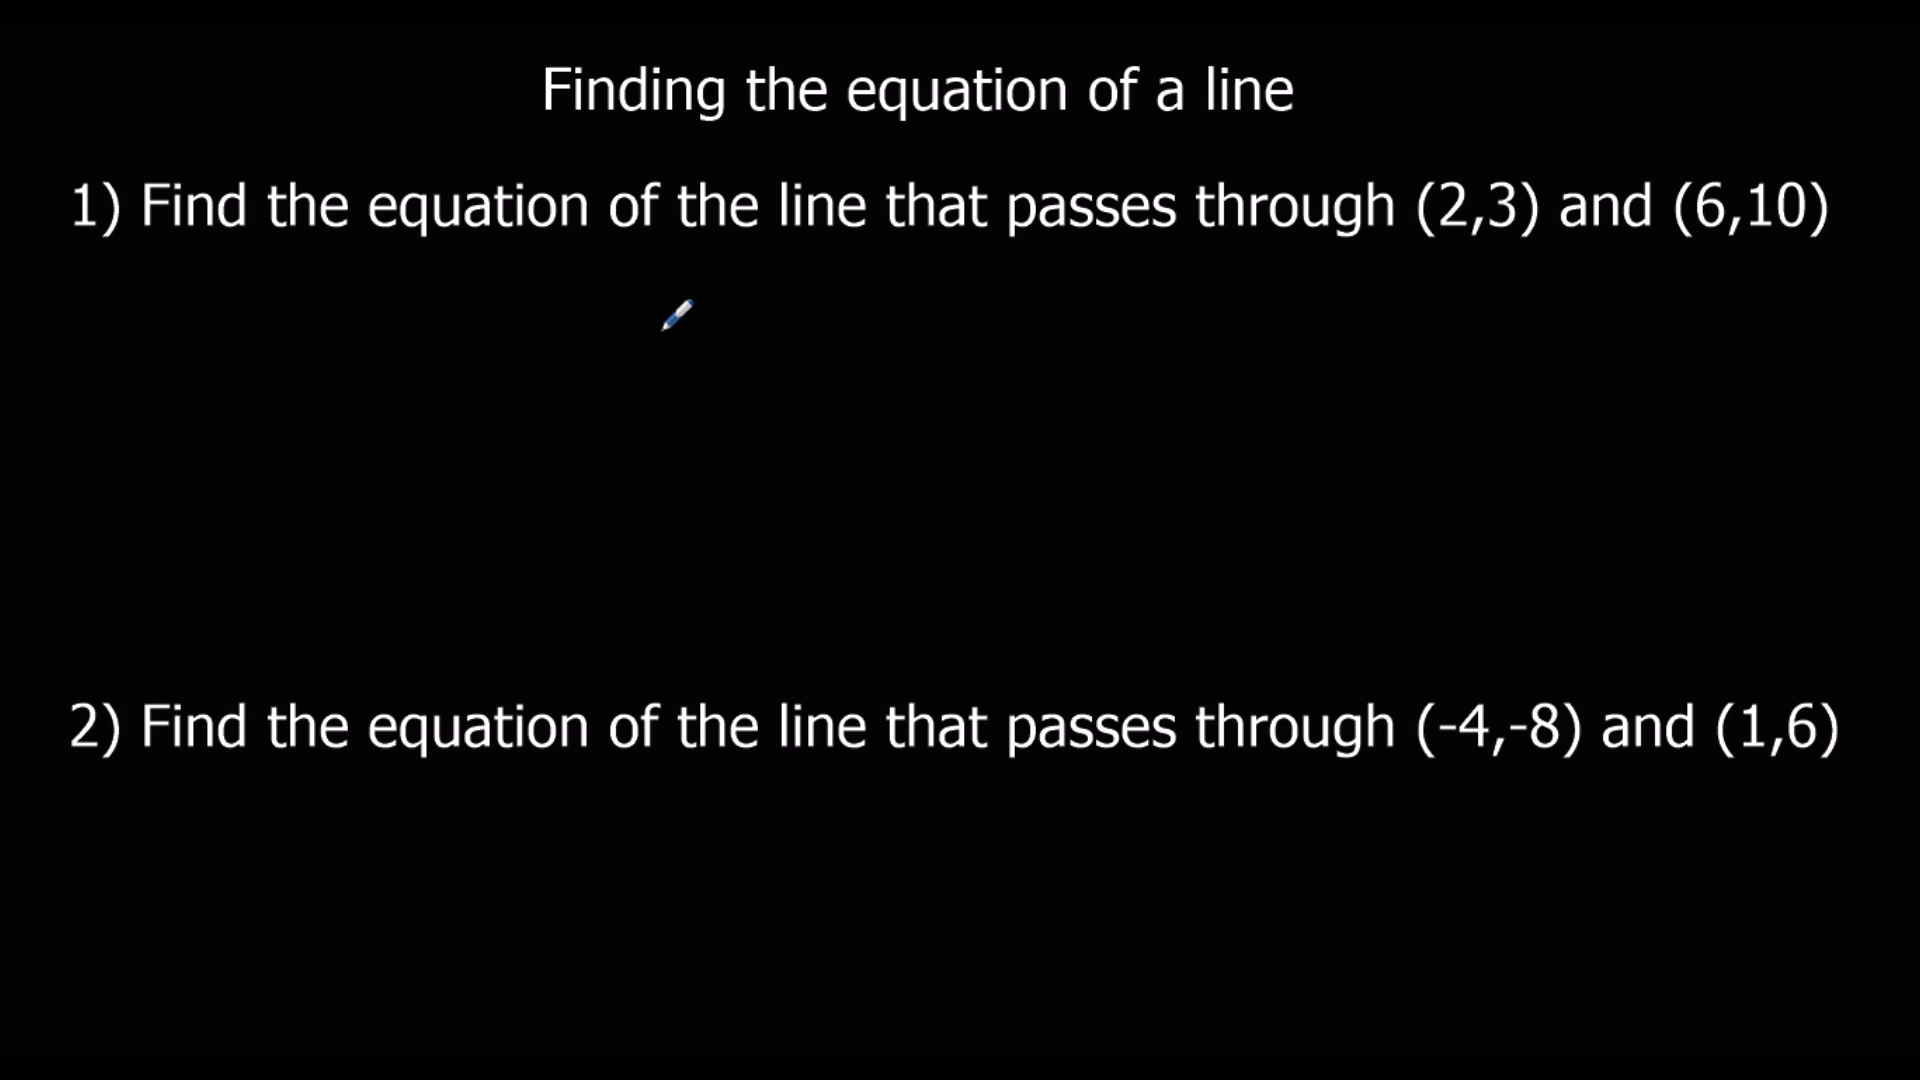 Finding the equation of a line
1) Find the equation of the line that passes through (2,3) and (6,10)
2) Find the equation of the line that passes through (-4,-8) and (1,6)